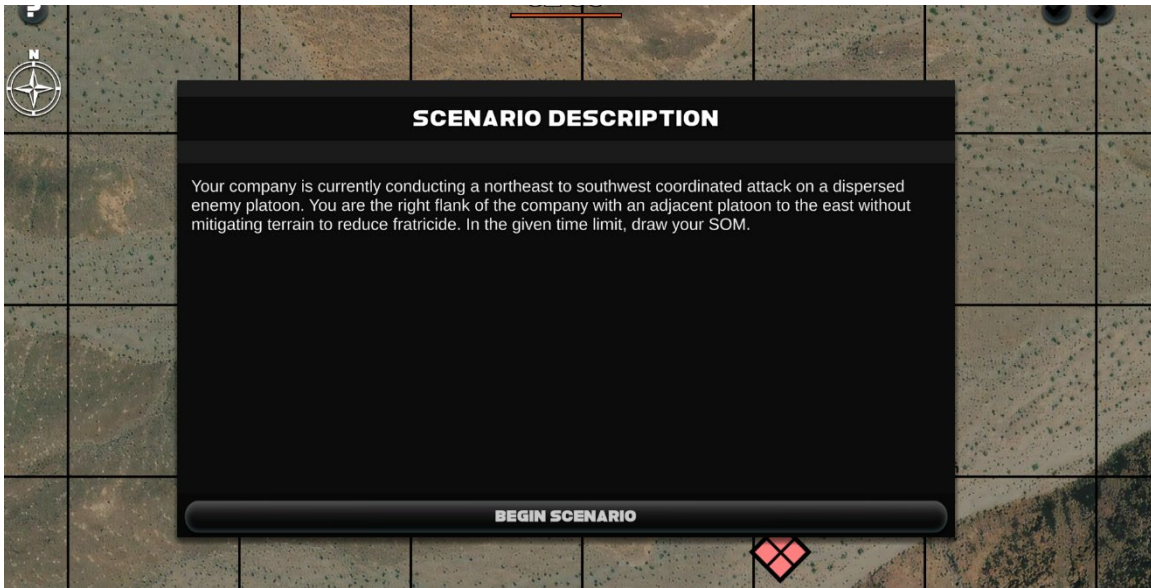 ?
N
SCENARIO DESCRIPTION
Your company is currently conducting a northeast to southwest coordinated attack on a dispersed
enemy platoon. You are the right flank of the company with an adjacent platoon to the east without
mitigating terrain to reduce fratricide. In the given time limit, draw your SOM.
BEGIN SCENARIO